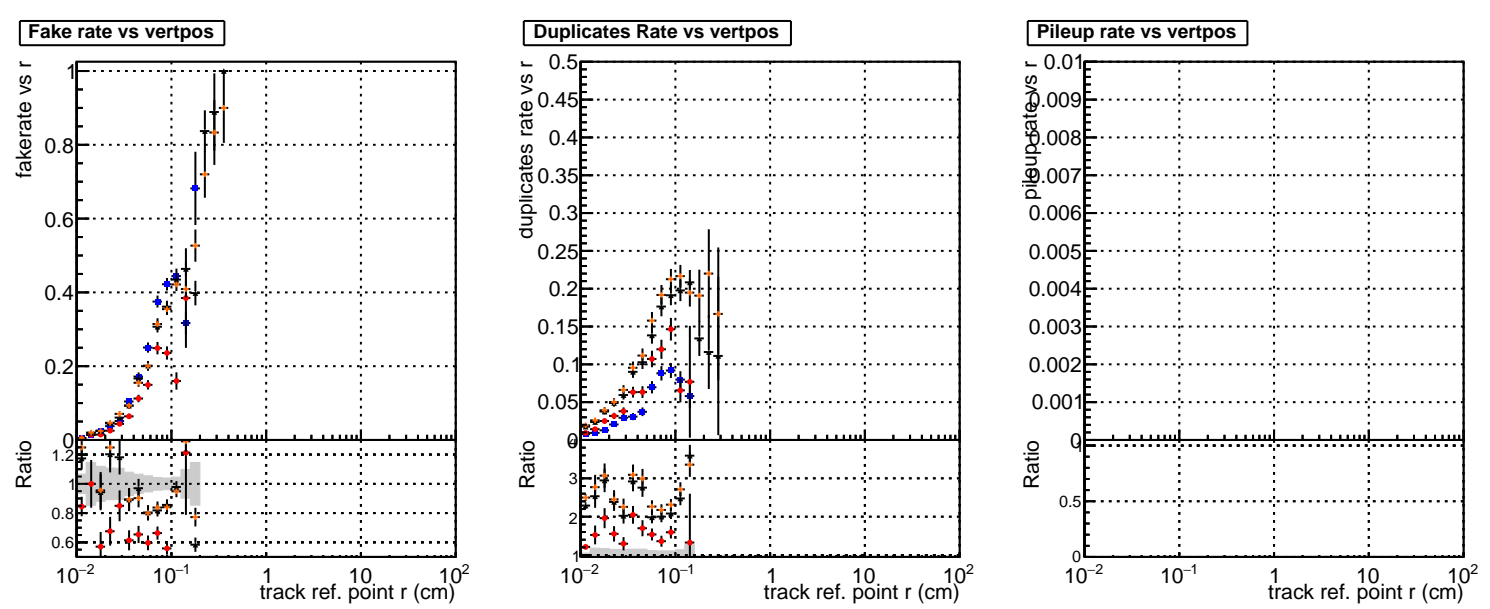 Fake rate vs vertpos
fakerate vs r
1
0.8
0.6
0.4
0.2
0
Ratio
1.2
1
0.8
0.6
10⁻² 10⁻¹ 1 10 10²
track ref. point r (cm)
Duplicates Rate vs vertpos
duplicates rate vs r
0.5
0.45
0.4
0.35
0.3
0.25
0.2
0.15
0.1
0.05
0
Ratio
3
2
1
10⁻² 10⁻¹ 1 10 10²
track ref. point r (cm)
Pileup rate vs vertpos
pileup rate vs r
0.01
0.009
0.008
0.007
0.006
0.005
0.004
0.003
0.002
0.001
0
Ratio
1
0.5
0
10⁻² 10⁻¹ 1 10 10²
track ref. point r (cm)